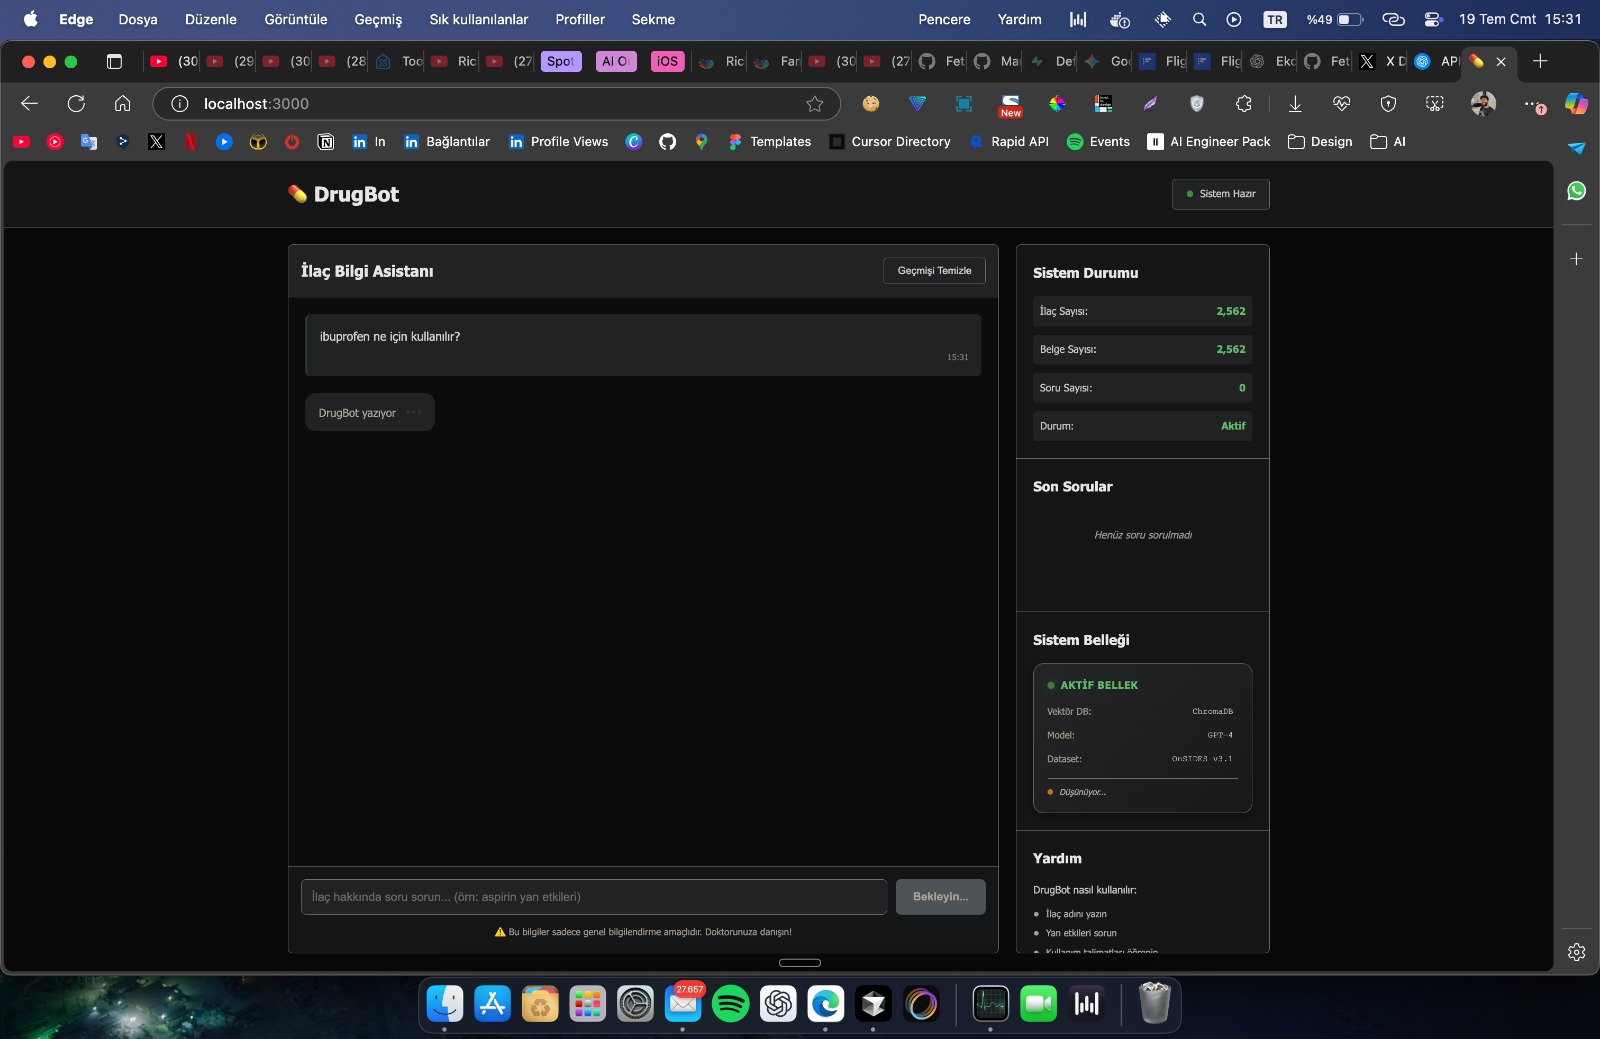 Edge Dosya Düzenle Görüntüle Geçmiş Sık kullanılanlar Profiller Sekme Pencere Yardım TR %49 19 Tem Cmt 15:31
(30 (29 (30 (28 Too Ric (27 Spot AI O iOS Ric Far (30 (27 Fet Ma Def Goo Flig Flig Eko Fet X D API
localhost:3000
New
In Bağlantılar Profile Views Templates Cursor Directory Rapid API Events AI Engineer Pack Design AI
DrugBot
Sistem Hazır
İlaç Bilgi Asistanı
Geçmişi Temizle
ibuprofen ne için kullanılır?
15:31
DrugBot yazıyor
İlaç hakkında soru sorun... (örn: aspirin yan etkileri)
Bekleyin...
⚠️ Bu bilgiler sadece genel bilgilendirme amaçlıdır. Doktorunuza danışın!
Sistem Durumu
İlaç Sayısı: 2,562
Belge Sayısı: 2,562
Soru Sayısı: 0
Durum: Aktif
Son Sorular
Henüz soru sorulmadı
Sistem Belleği
AKTİF BELLEK
Vektör DB: ChromaDB
Model: GPT-4
Dataset: OnSIDES v3.1
Düşünüyor...
Yardım
DrugBot nasıl kullanılır:
İlaç adını yazın
Yan etkileri sorun
Kullanım talimatları öğrenin
27.657